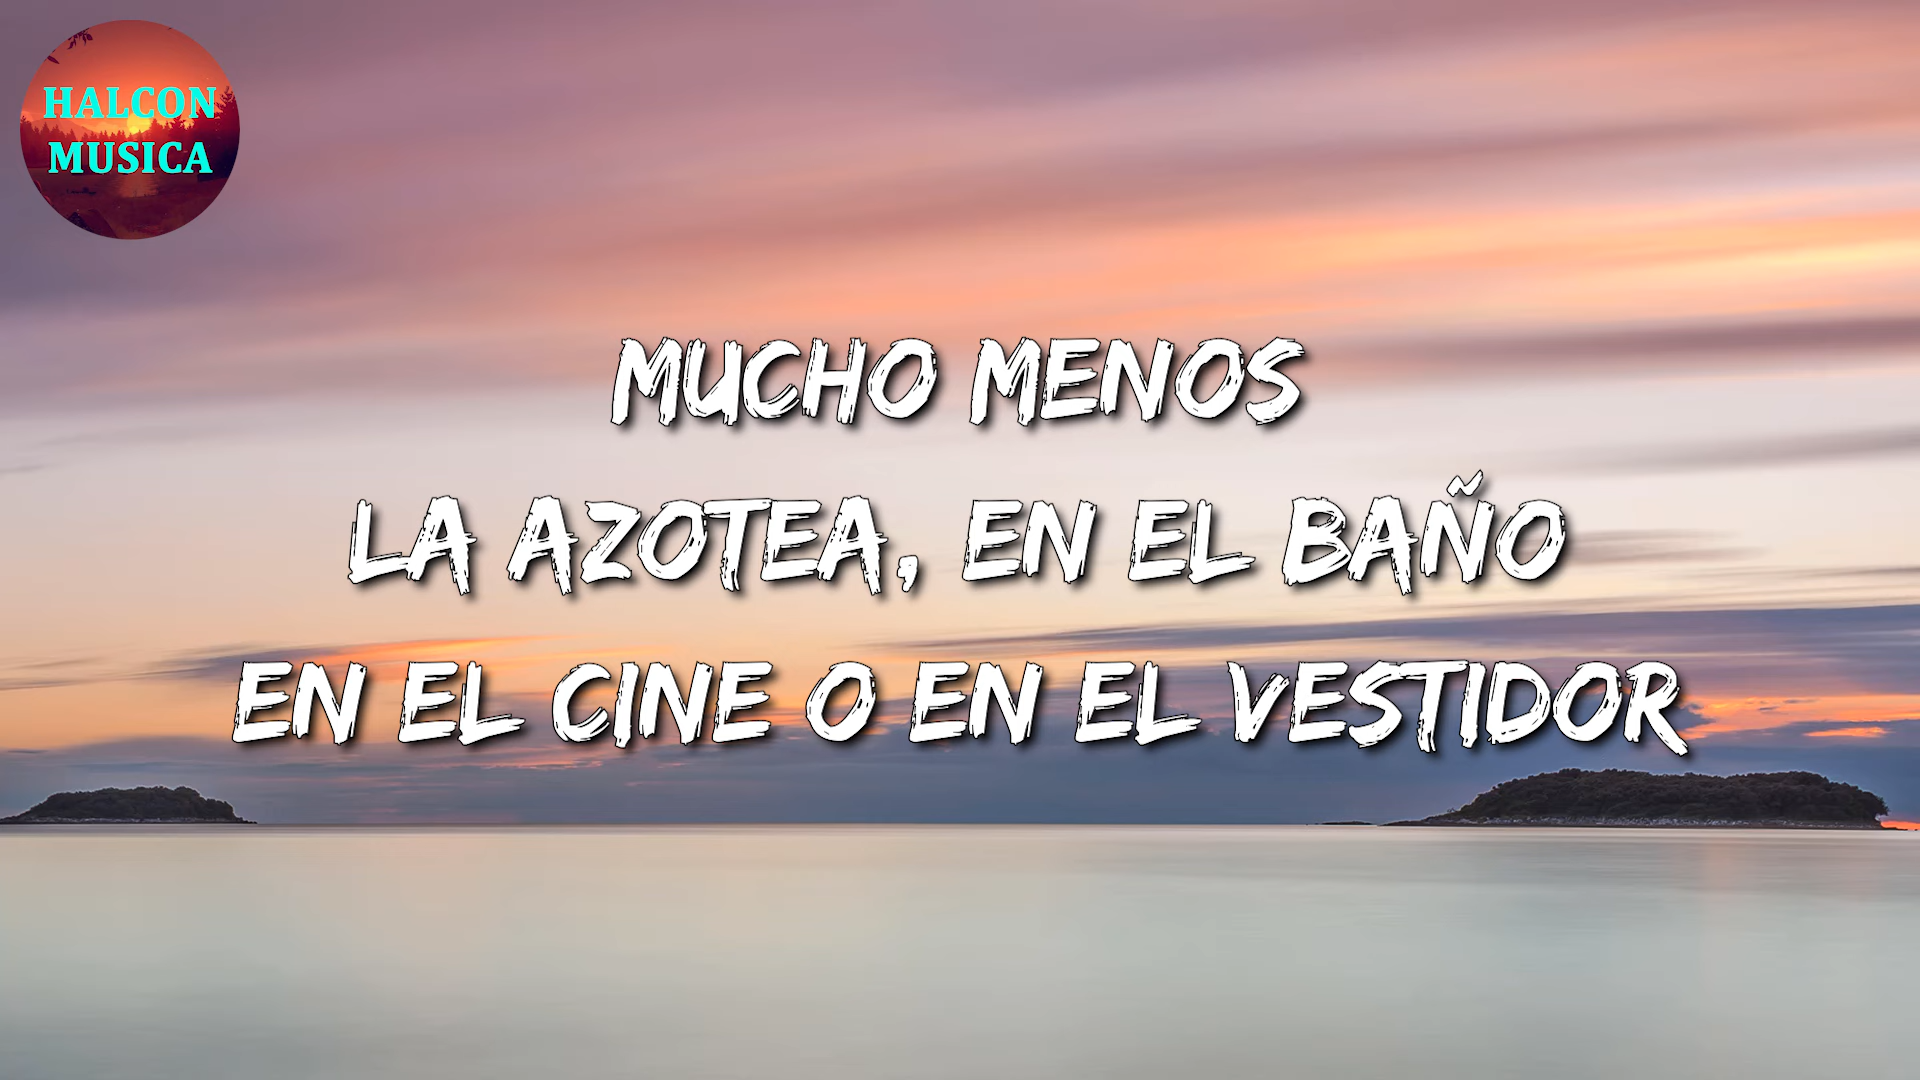 HALCON
MUSICA
MUCHO MENOS
LA AZOTEA, EN EL BAÑO
EN EL CINE O EN EL VESTIDOR